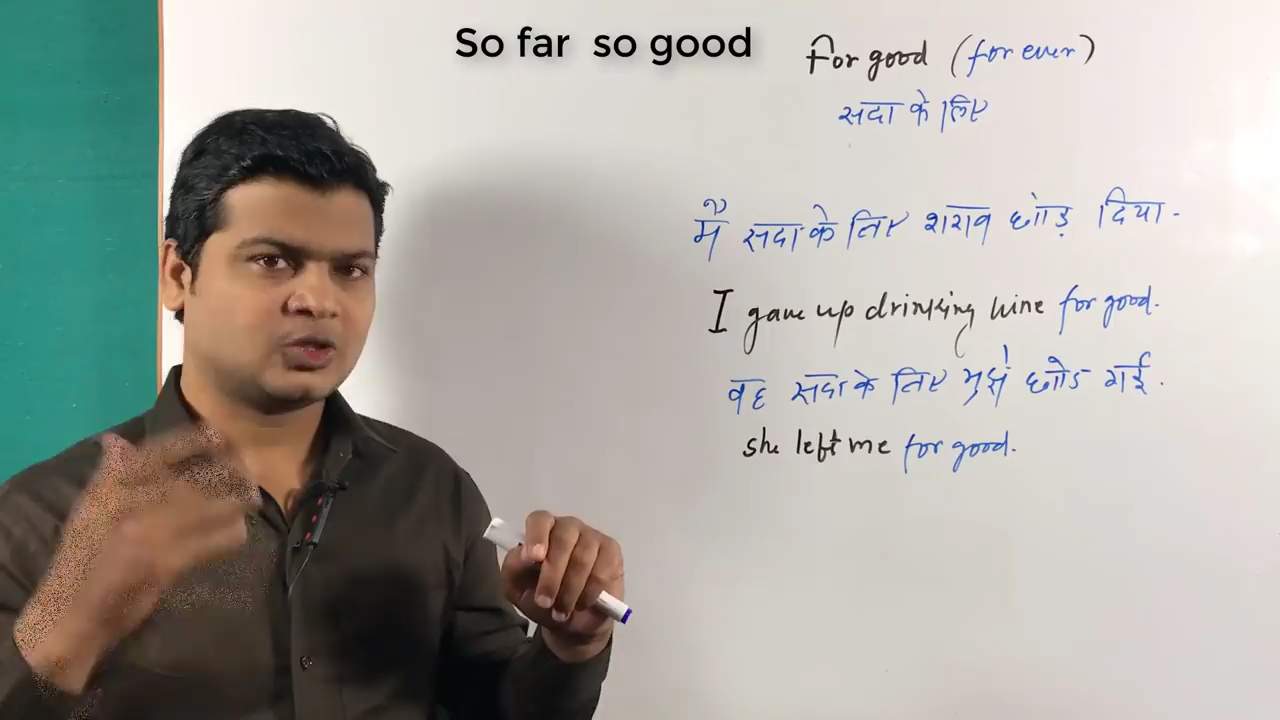 So far so good
For good (for ever)
सदा के लिए
मैं सदा के लिए शराब छोड़ दिया.
I gave up drinking wine for good.
वह सदा के लिए मुझे छोड गई.
she left me for good.